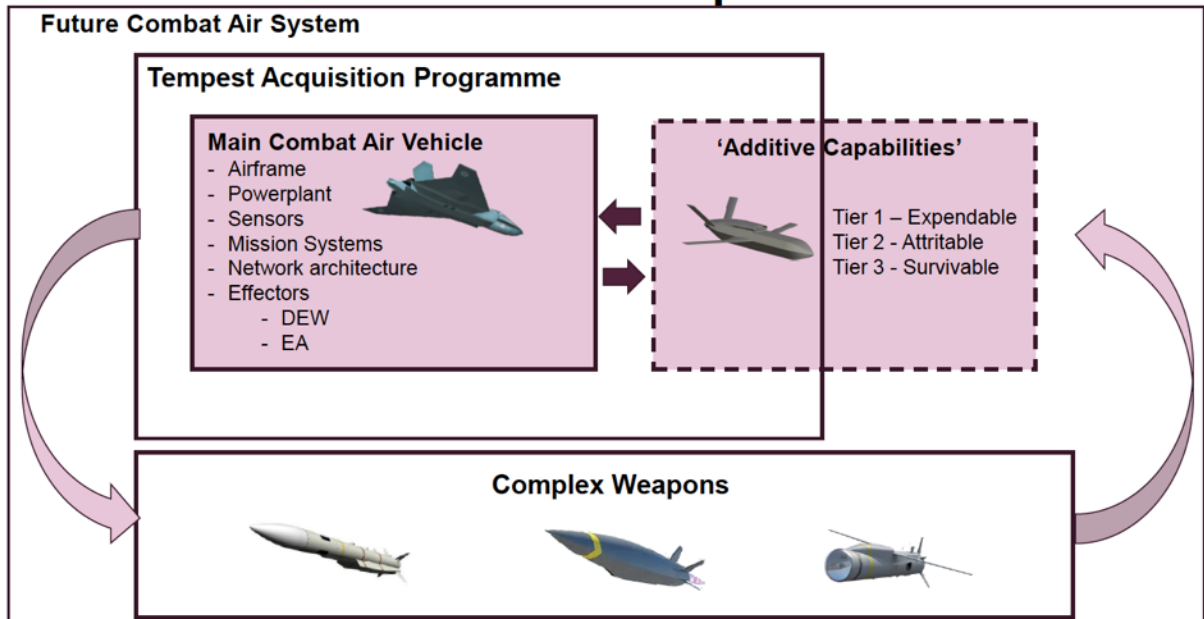 Future Combat Air System
Tempest Acquisition Programme
Main Combat Air Vehicle
- Airframe
- Powerplant
- Sensors
- Mission Systems
- Network architecture
- Effectors
- DEW
- EA
‘Additive Capabilities’
Tier 1 – Expendable
Tier 2 - Attritable
Tier 3 - Survivable
Complex Weapons